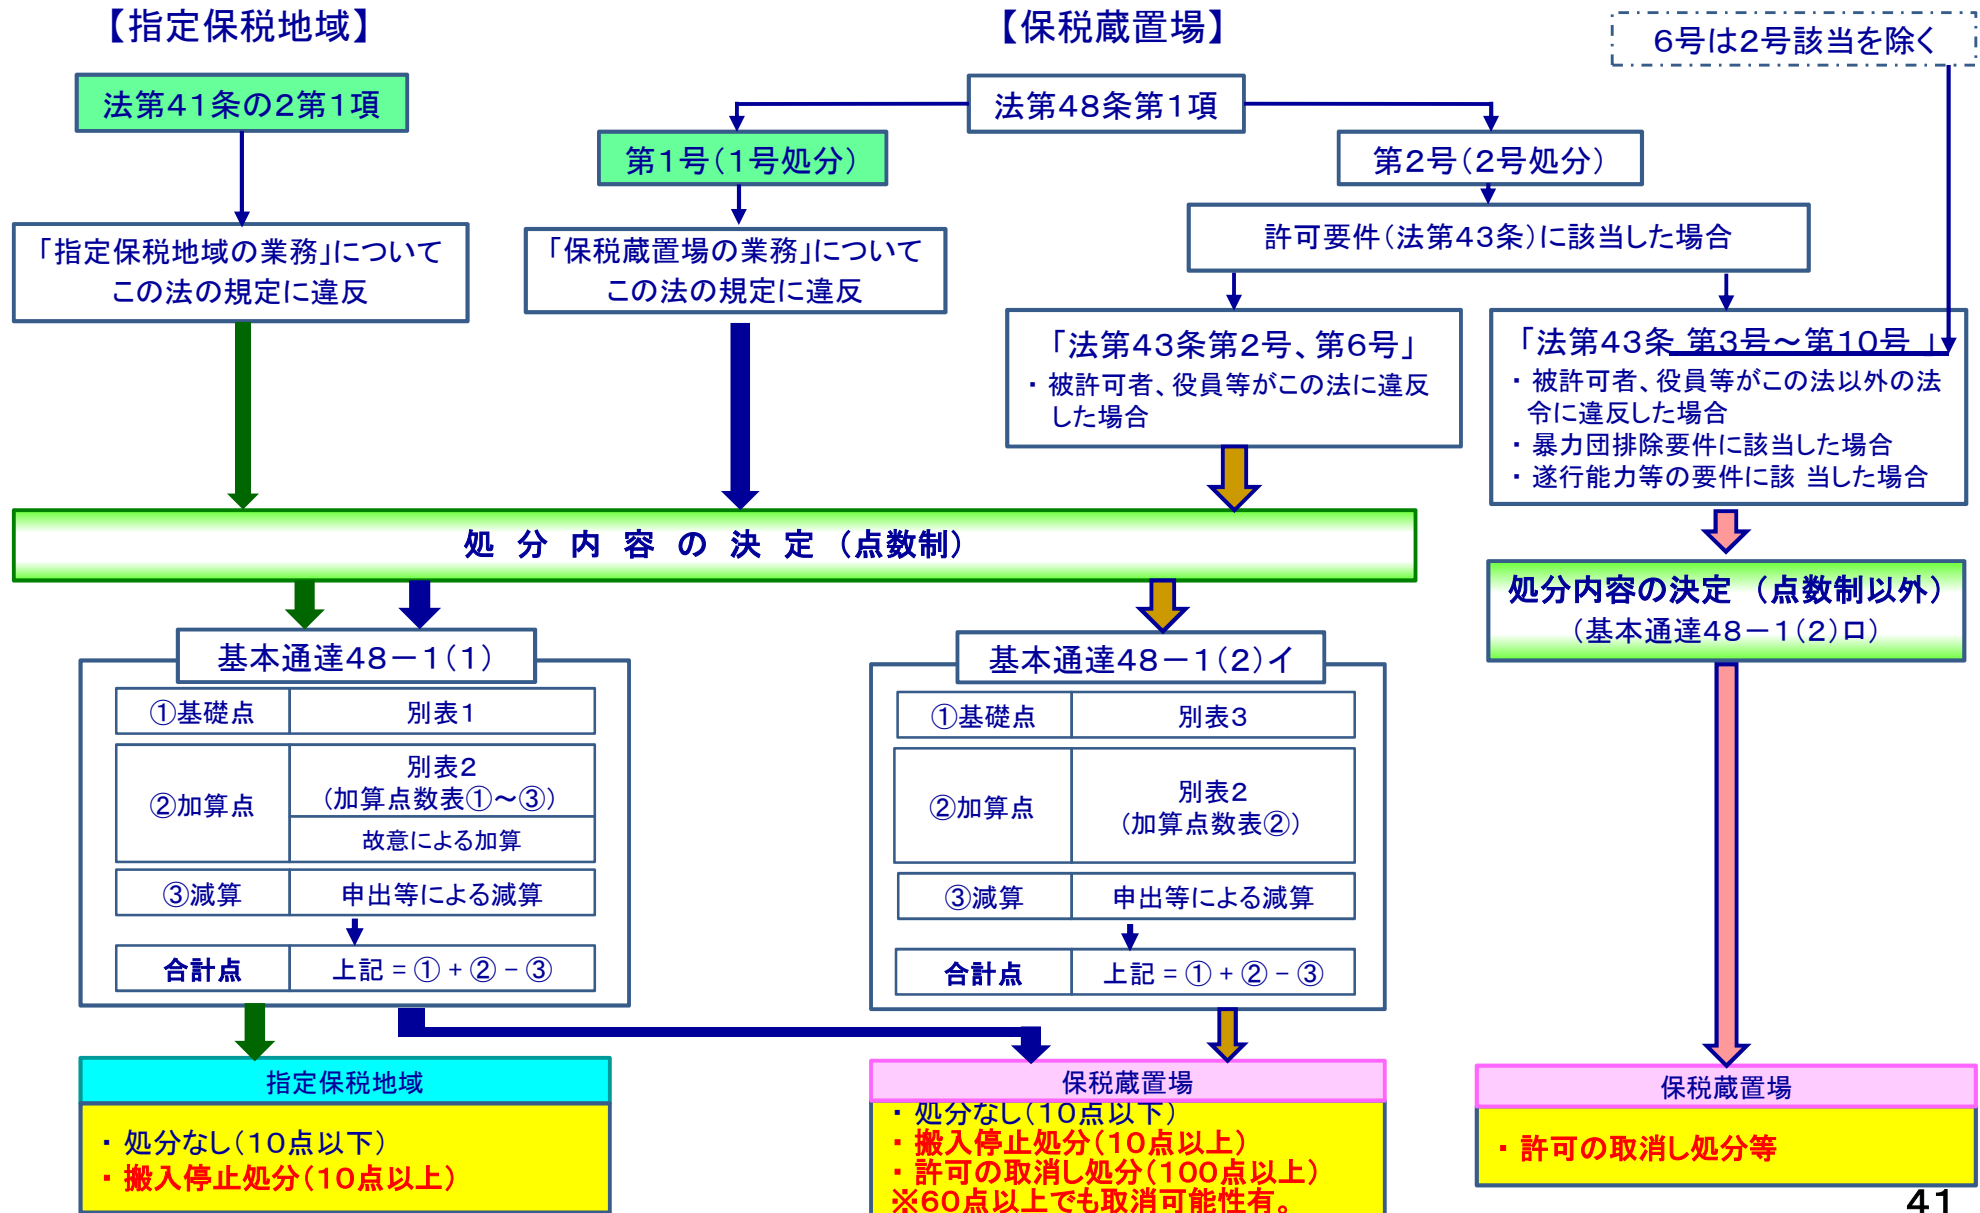 【指定保税地域】
【保税蔵置場】
6号は2号該当を除く
法第41条の2第1項
法第48条第1項
第1号(1号処分)
第2号(2号処分)
「指定保税地域の業務」について
この法の規定に違反
「保税蔵置場の業務」について
この法の規定に違反
許可要件(法第43条)に該当した場合
「法第43条第2号、第6号」
・ 被許可者、役員等がこの法に違反
した場合
「法第43条 第3号～第10号 」
・ 被許可者、役員等がこの法以外の法
令に違反した場合
・ 暴力団排除要件に該当した場合
・ 遂行能力等の要件に該 当した場合
処 分 内 容 の 決 定 (点数制)
処分内容の決定 (点数制以外)
(基本通達48－1(2)ロ)
基本通達48－1(1)
①基礎点 別表1
②加算点 別表2
(加算点数表①～③)
故意による加算
③減算 申出等による減算
合計点 上記 = ① + ② − ③
基本通達48－1(2)イ
①基礎点 別表3
②加算点 別表2
(加算点数表②)
③減算 申出等による減算
合計点 上記 = ① + ② − ③
指定保税地域
・ 処分なし(10点以下)
・ 搬入停止処分(10点以上)
保税蔵置場
・ 処分なし(10点以下)
・ 搬入停止処分(10点以上)
・ 許可の取消し処分(100点以上)
※60点以上でも取消可能性有。
保税蔵置場
・ 許可の取消し処分等
41